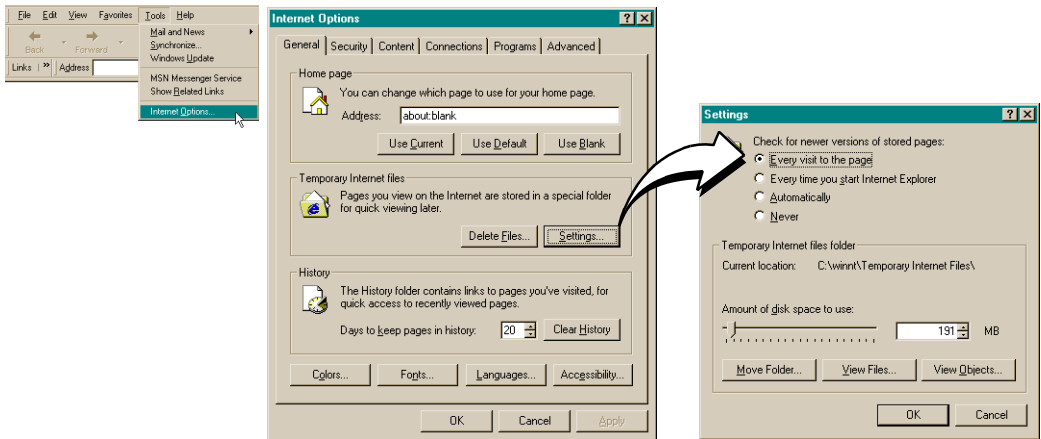 File Edit View Favorites Tools Help
Back Forward
Links » Address
Mail and News
Synchronize...
Windows Update
MSN Messenger Service
Show Related Links
Internet Options...
Internet Options
General Security Content Connections Programs Advanced
Home page
You can change which page to use for your home page.
Address: about:blank
Use Current Use Default Use Blank
Temporary Internet files
Pages you view on the Internet are stored in a special folder
for quick viewing later.
Delete Files... Settings...
History
The History folder contains links to pages you've visited, for
quick access to recently viewed pages.
Days to keep pages in history: 20 Clear History
Colors... Fonts... Languages... Accessibility...
OK Cancel Apply
Settings
Check for newer versions of stored pages:
Every visit to the page
Every time you start Internet Explorer
Automatically
Never
Temporary Internet files folder
Current location: C:\winnt\Temporary Internet Files\
Amount of disk space to use:
191 MB
Move Folder... View Files... View Objects...
OK Cancel